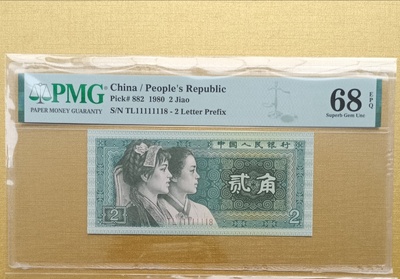 PMG
PAPER MONEY GUARANTY
China / People's Republic
Pick# 882 1980 2 Jiao
S/N TL11111118 - 2 Letter Prefix
68 EPQ
Superb Gem Unc
中国人民银行
贰角
TL11111118
2
2